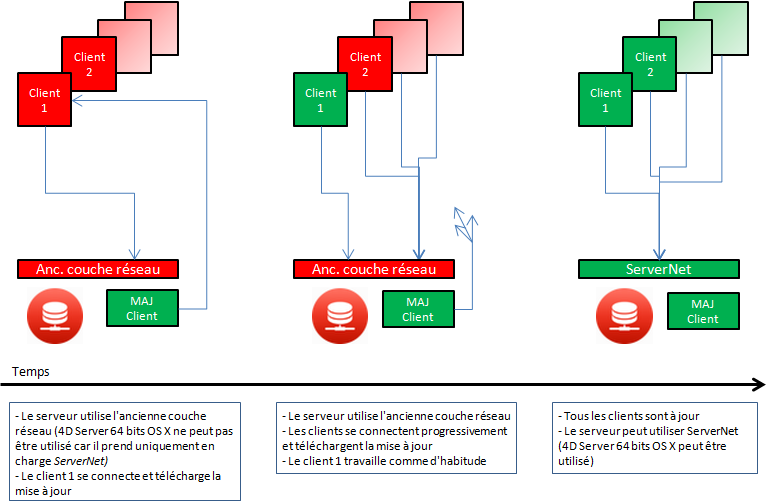 Client
2
Client
1
Anc. couche réseau
MAJ
Client
Client
2
Client
1
Anc. couche réseau
MAJ
Client
Client
2
Client
1
ServerNet
MAJ
Client
Temps
- Le serveur utilise l'ancienne couche
réseau (4D Server 64 bits OS X ne peut pas
être utilisé car il prend uniquement en
charge ServerNet)
- Le client 1 se connecte et télécharge la
mise à jour
- Le serveur utilise l'ancienne couche réseau
- Les clients se connectent progressivement
et téléchargent la mise à jour
- Le client 1 travaille comme d'habitude
- Tous les clients sont à jour
- Le serveur peut utiliser ServerNet
(4D Server 64 bits OS X peut être
utilisé)